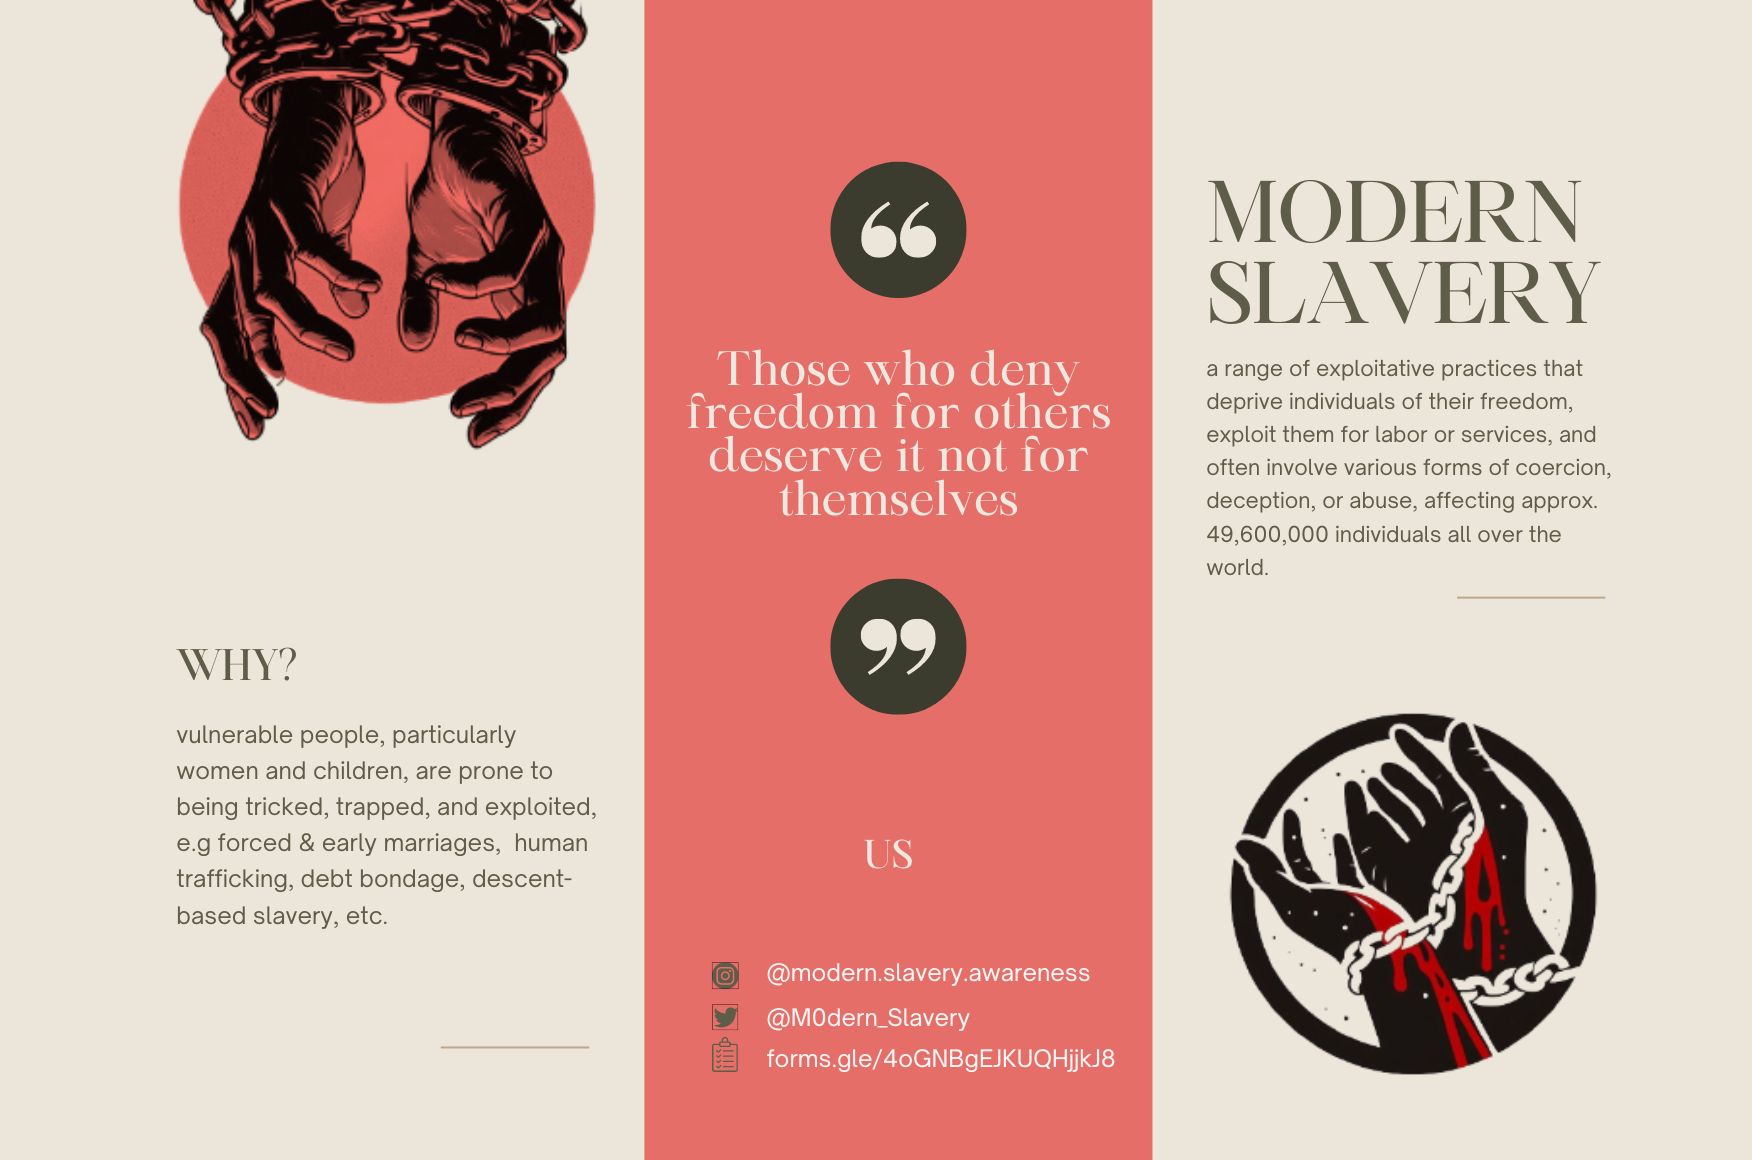 WHY?
vulnerable people, particularly
women and children, are prone to
being tricked, trapped, and exploited,
e.g forced & early marriages,  human
trafficking, debt bondage, descent-
based slavery, etc.
“
Those who deny
freedom for others
deserve it not for
themselves
”
US
@modern.slavery.awareness
@M0dern_Slavery
forms.gle/4oGNBgEJKUQHjjkJ8
MODERN
SLAVERY
a range of exploitative practices that
deprive individuals of their freedom,
exploit them for labor or services, and
often involve various forms of coercion,
deception, or abuse, affecting approx.
49,600,000 individuals all over the
world.